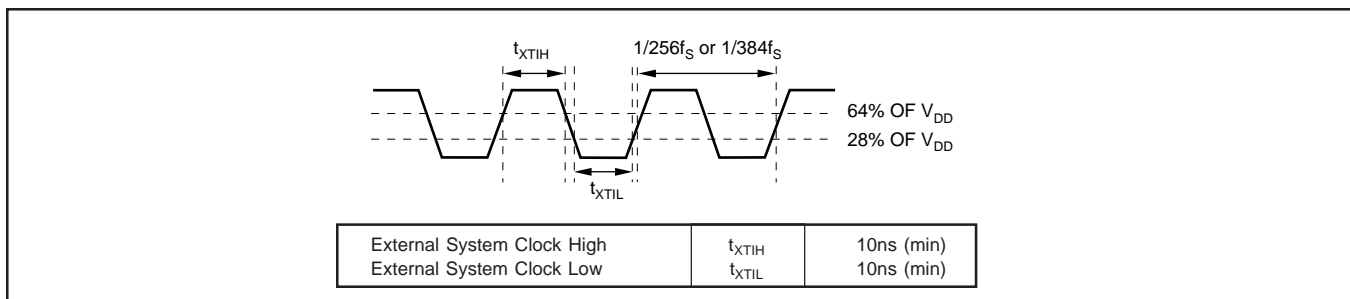 t_XTIH 1/256f_S or 1/384f_S
64% OF V_DD
28% OF V_DD
t_XTIL
External System Clock High t_XTIH 10ns (min)
External System Clock Low t_XTIL 10ns (min)